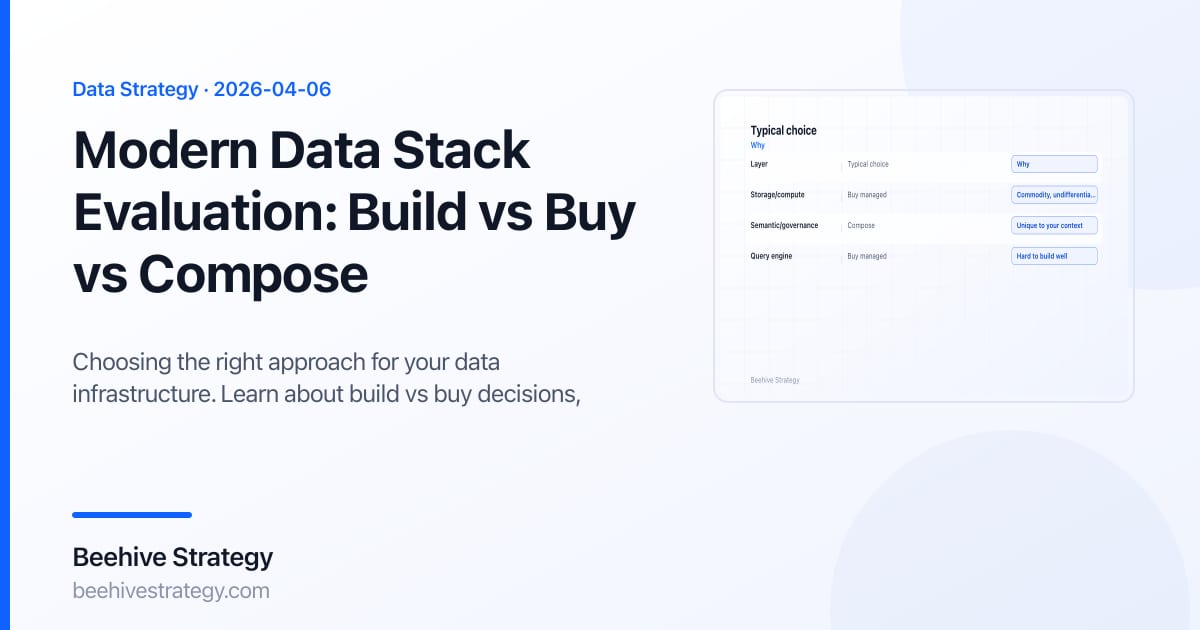 Data Strategy · 2026-04-06
Modern Data Stack
Evaluation: Build vs Buy
vs Compose
Choosing the right approach for your data
infrastructure. Learn about build vs buy decisions,
Beehive Strategy
beehivestrategy.com
Typical choice
Why
Layer Typical choice Why
Storage/compute Buy managed Commodity, undifferentia...
Semantic/governance Compose Unique to your context
Query engine Buy managed Hard to build well
Beehive Strategy